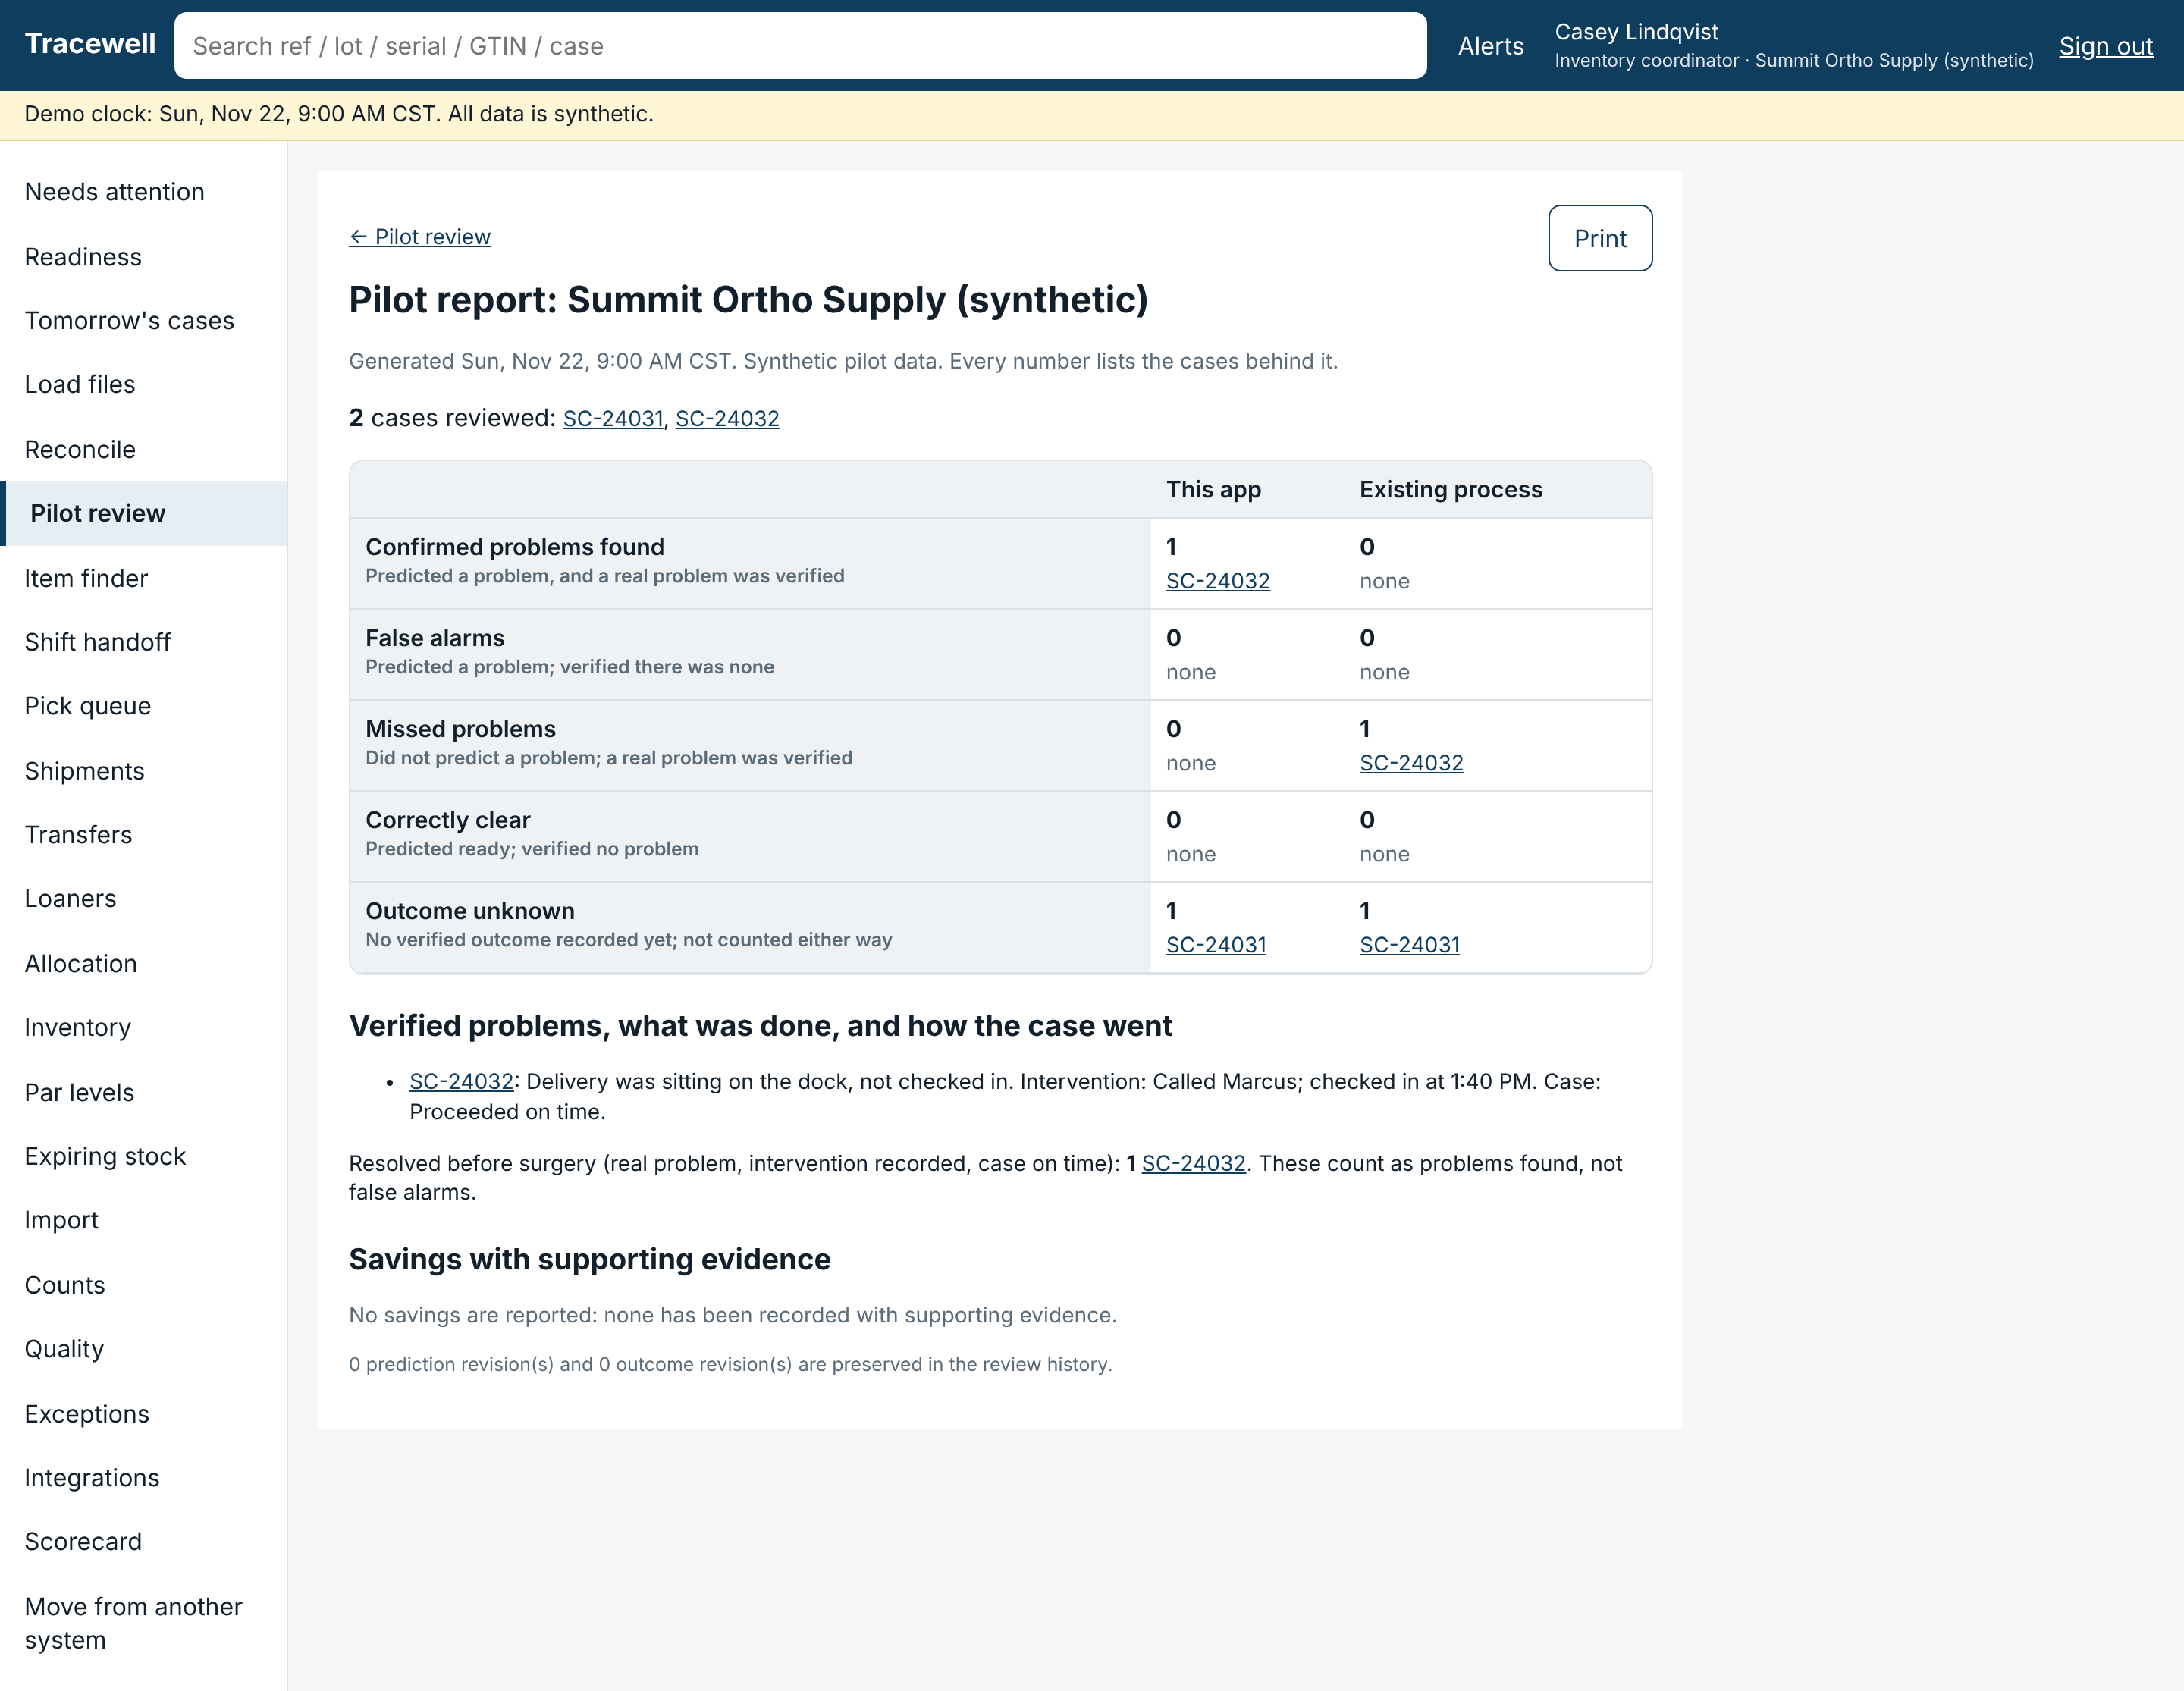 Tracewell
Search ref / lot / serial / GTIN / case
Alerts
Casey Lindqvist
Inventory coordinator · Summit Ortho Supply (synthetic)
Sign out
Demo clock: Sun, Nov 22, 9:00 AM CST. All data is synthetic.
Needs attention
Readiness
Tomorrow's cases
Load files
Reconcile
Pilot review
Item finder
Shift handoff
Pick queue
Shipments
Transfers
Loaners
Allocation
Inventory
Par levels
Expiring stock
Import
Counts
Quality
Exceptions
Integrations
Scorecard
Move from another
system
← Pilot review
Print
Pilot report: Summit Ortho Supply (synthetic)
Generated Sun, Nov 22, 9:00 AM CST. Synthetic pilot data. Every number lists the cases behind it.
2 cases reviewed: SC-24031, SC-24032
This app Existing process
Confirmed problems found 1 0
Predicted a problem, and a real problem was verified SC-24032 none
False alarms 0 0
Predicted a problem; verified there was none none none
Missed problems 0 1
Did not predict a problem; a real problem was verified none SC-24032
Correctly clear 0 0
Predicted ready; verified no problem none none
Outcome unknown 1 1
No verified outcome recorded yet; not counted either way SC-24031 SC-24031
Verified problems, what was done, and how the case went
• SC-24032: Delivery was sitting on the dock, not checked in. Intervention: Called Marcus; checked in at 1:40 PM. Case:
Proceeded on time.
Resolved before surgery (real problem, intervention recorded, case on time): 1 SC-24032. These count as problems found, not
false alarms.
Savings with supporting evidence
No savings are reported: none has been recorded with supporting evidence.
0 prediction revision(s) and 0 outcome revision(s) are preserved in the review history.